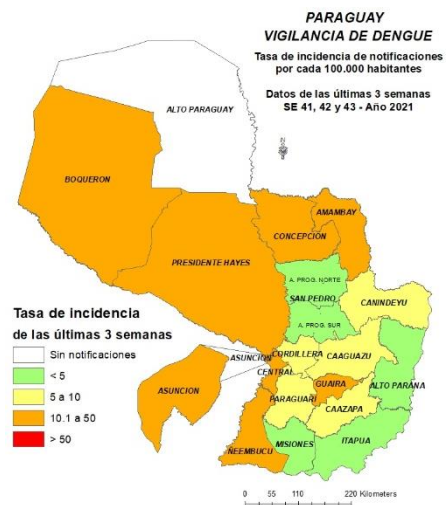 PARAGUAY
VIGILANCIA DE DENGUE
Tasa de incidencia de notificaciones
por cada 100.000 habitantes
Datos de las últimas 3 semanas
SE 41, 42 y 43 - Año 2021
ALTO PARAGUAY
BOQUERON
AMAMBAY
CONCEPCIÓN
PRESIDENTE HAYES
A. PROG. NORTE
SAN PEDRO
CANINDEYU
A. PROG. SUR
Tasa de incidencia
de las últimas 3 semanas
Sin notificaciones
< 5
5 a 10
10.1 a 50
> 50
ASUNCION
CORDILLERA
CAAGUAZU
CENTRAL
ASUNCION
GUAIRA
ALTO PARANA
PARAGUARI
CAAZAPA
ÑEEMBUCU
MISIONES
ITAPUA
0 55 110 220 Kilometers